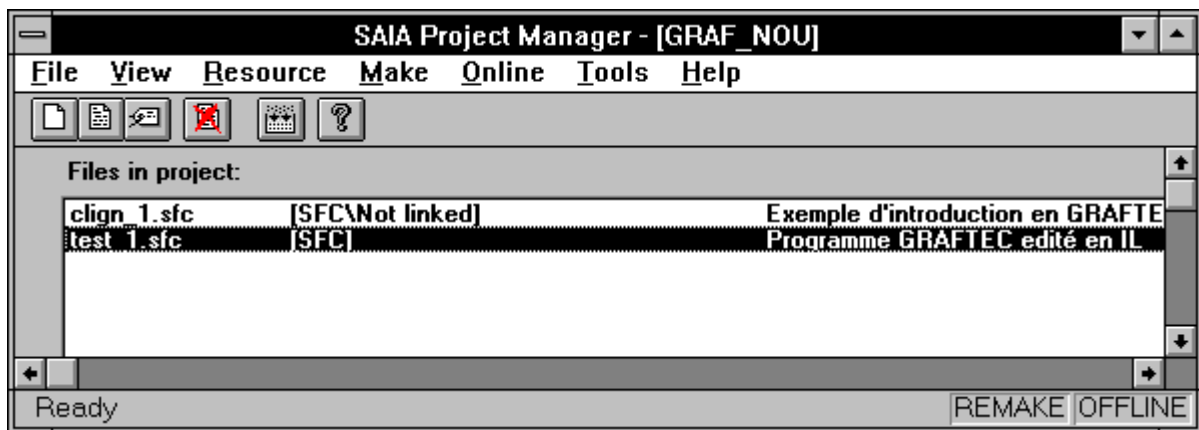 SAIA Project Manager - [GRAF_NOU]
File View Resource Make Online Tools Help
Files in project:
clign_1.sfc [SFC\Not linked] Exemple d'introduction en GRAFTE
test_1.sfc [SFC] Programme GRAFTEC edité en IL
Ready REMAKE OFFLINE